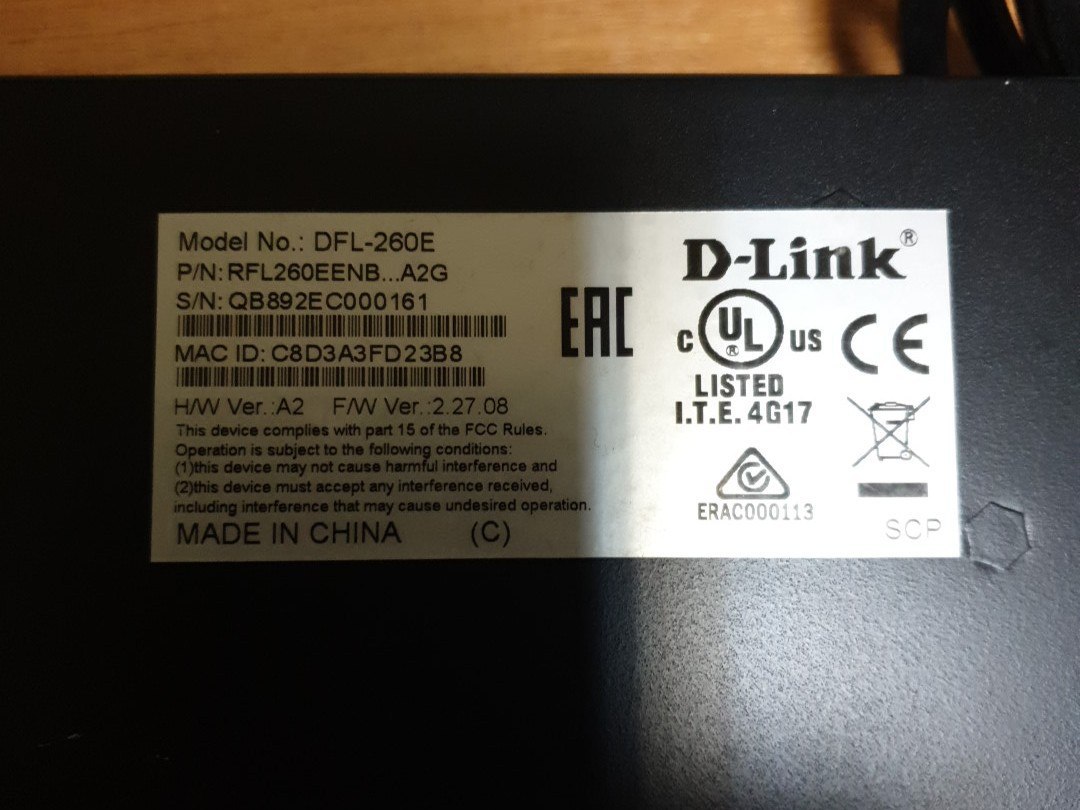 Model No.: DFL-260E
P/N: RFL260EENB...A2G
S/N: QB892EC000161
MAC ID: C8D3A3FD23B8
H/W Ver.:A2 F/W Ver.:2.27.08
This device complies with part 15 of the FCC Rules.
Operation is subject to the following conditions:
(1)this device may not cause harmful interference and
(2)this device must accept any interference received,
including interference that may cause undesired operation.
MADE IN CHINA (C)
EAC
D-Link®
C UL® US CE
LISTED
I.T.E. 4G17
ERAC000113
SCP